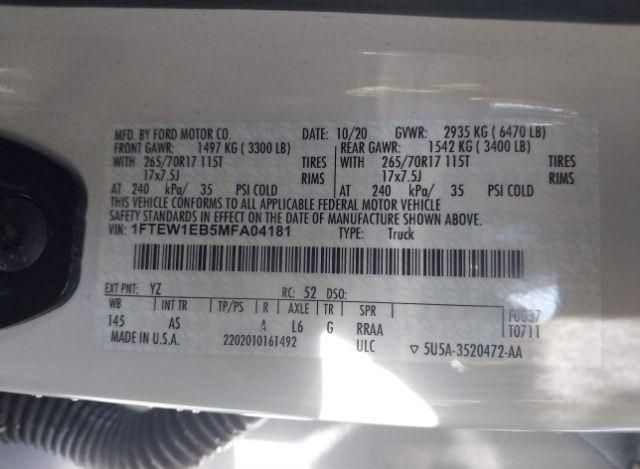 MFD. BY FORD MOTOR CO. DATE: 10/20 GVWR: 2935 KG ( 6470 LB)
FRONT GAWR: 1497 KG ( 3300 LB) REAR GAWR: 1542 KG ( 3400 LB)
WITH 265/70R17 115T TIRES WITH 265/70R17 115T TIRES
17x7.5J RIMS 17x7.5J RIMS
AT 240 kPa/ 35 PSI COLD AT 240 kPa/ 35 PSI COLD
THIS VEHICLE CONFORMS TO ALL APPLICABLE FEDERAL MOTOR VEHICLE
SAFETY STANDARDS IN EFFECT ON THE DATE OF MANUFACTURE SHOWN ABOVE.
VIN: 1FTEW1EB5MFA04181 TYPE: Truck
EXT PNT: YZ RC: 52 DSO:
WB INT TR TP/PS R AXLE TR SPR
145 AS A L6 G RRAA
MADE IN U.S.A. 2202010161492 ULC T0711
▽ 5U5A-3520472-AA